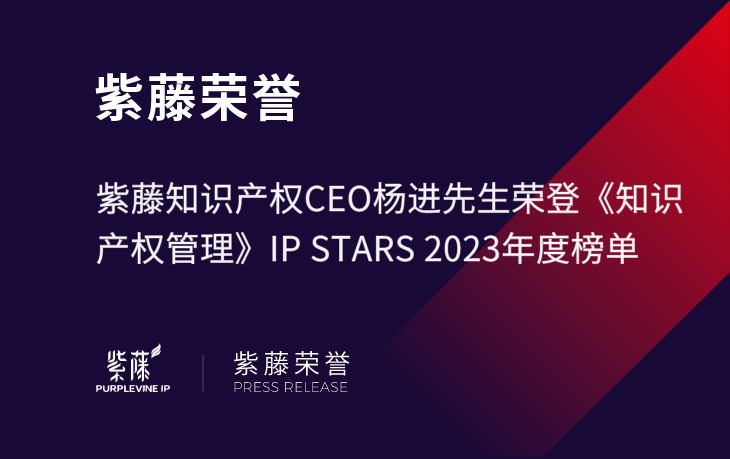 紫藤荣誉
紫藤知识产权CEO杨进先生荣登《知识
产权管理》IP STARS 2023年度榜单
紫藤
PURPLEVINE IP
紫藤荣誉
PRESS RELEASE